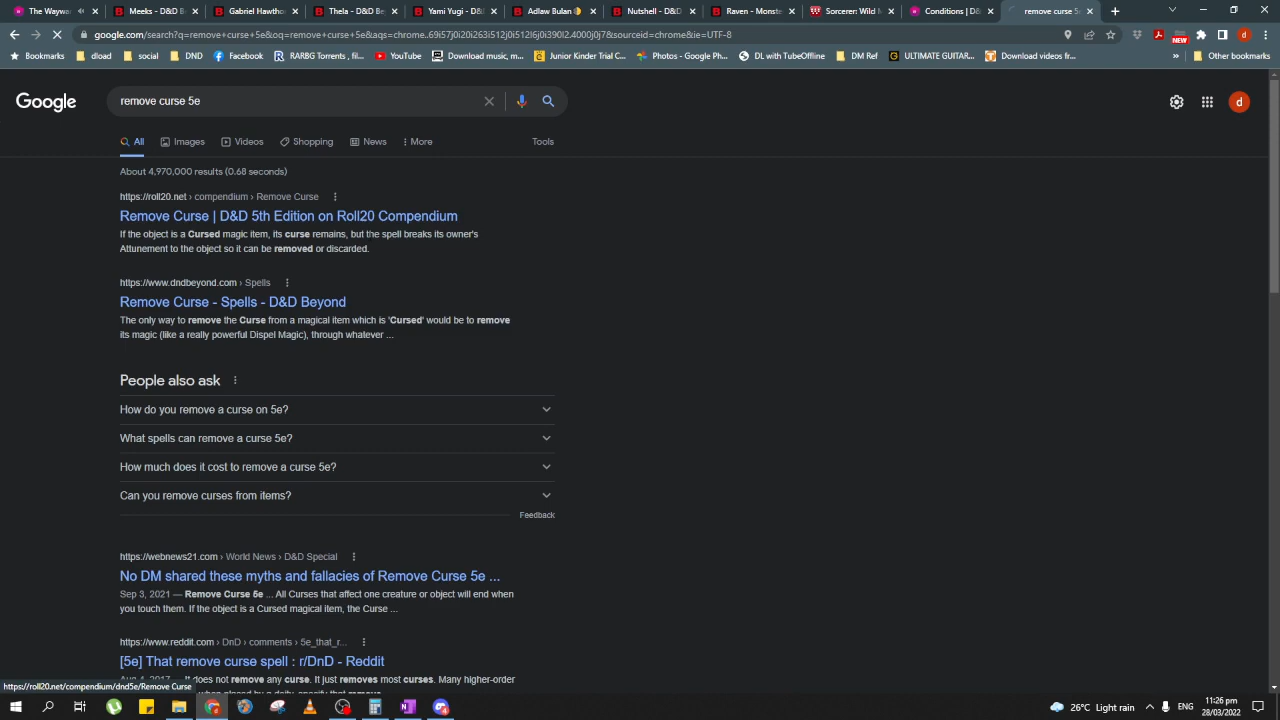 The Waywa
Meeks - D&D B
Gabriel Hawtho
Thela - D&D Be
Yami Yugi - D&
Adlaw Bulan
Nutshell - D&D
Raven - Monste
Sorcerer: Wild M
Conditions | D&
remove curse 5
google.com/search?q=remove+curse+5e&oq=remove+curse+5e&aqs=chrome..69i57j0i20i263i512j0i512l6j0i390l2.4000j0j7&sourceid=chrome&ie=UTF-8
NEW
d
Bookmarks
dload
social
DND
Facebook
RARBG Torrents , fil...
YouTube
Download music, m...
Junior Kinder Trial C...
Photos - Google Ph...
DL with TubeOffline
DM Ref
ULTIMATE GUITAR...
Download videos fr...
»
Other bookmarks
Google
remove curse 5e
d
All
Images
Videos
Shopping
News
More
Tools
About 4,970,000 results (0.68 seconds)
https://roll20.net › compendium › Remove Curse
Remove Curse | D&D 5th Edition on Roll20 Compendium
If the object is a Cursed magic item, its curse remains, but the spell breaks its owner's
Attunement to the object so it can be removed or discarded.
https://www.dndbeyond.com › Spells
Remove Curse - Spells - D&D Beyond
The only way to remove the Curse from a magical item which is 'Cursed' would be to remove
its magic (like a really powerful Dispel Magic), through whatever ...
People also ask
How do you remove a curse on 5e?
What spells can remove a curse 5e?
How much does it cost to remove a curse 5e?
Can you remove curses from items?
Feedback
https://webnews21.com › World News › D&D Special
No DM shared these myths and fallacies of Remove Curse 5e ...
Sep 3, 2021 — Remove Curse 5e ... All Curses that affect one creature or object will end when
you touch them. If the object is a Cursed magical item, the Curse ...
https://www.reddit.com › DnD › comments › 5e_that_r...
[5e] That remove curse spell : r/DnD - Reddit
Aug 4, 2017 — It does not remove any curse. It just removes most curses. Many higher-order
https://roll20.net/compendium/dnd5e/Remove Curse
when placed by a deity, specify that remove
26°C Light rain
ENG
11:26 pm
28/03/2022